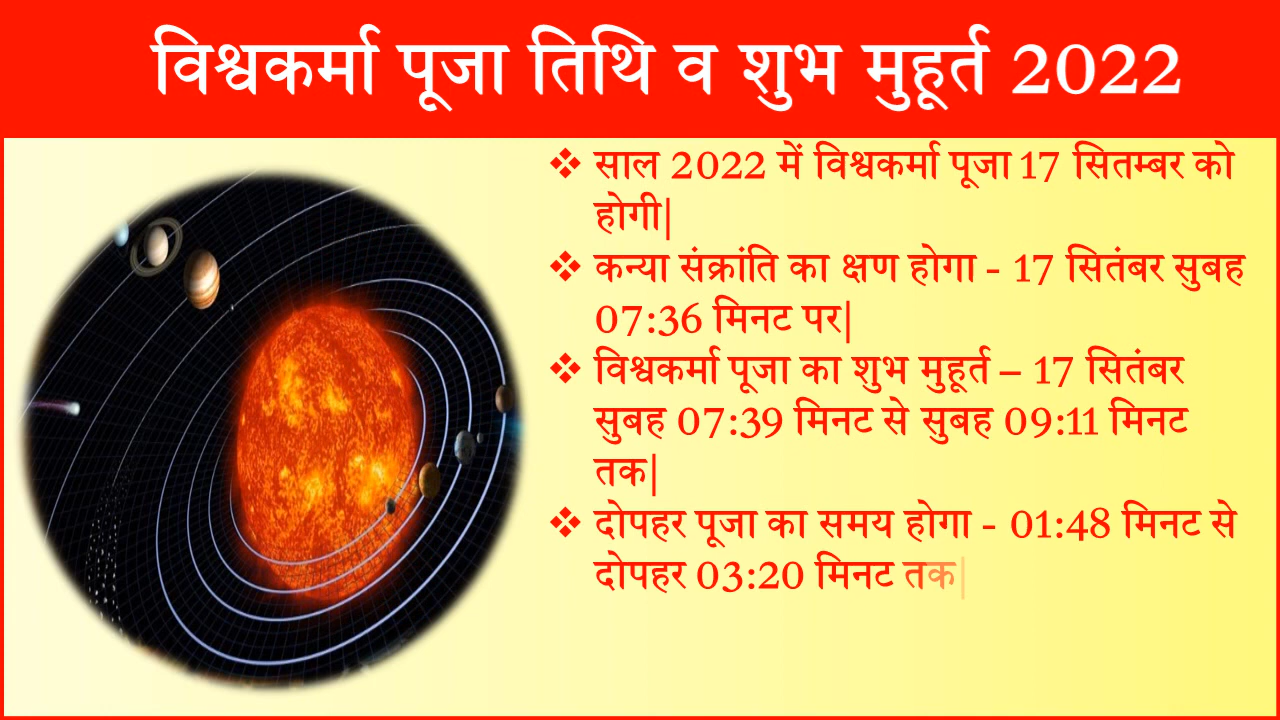 विश्वकर्मा पूजा तिथि व शुभ मुहूर्त 2022
❖ साल 2022 में विश्वकर्मा पूजा 17 सितम्बर को
होगी|
❖ कन्या संक्रांति का क्षण होगा - 17 सितंबर सुबह
07:36 मिनट पर|
❖ विश्वकर्मा पूजा का शुभ मुहूर्त – 17 सितंबर
सुबह 07:39 मिनट से सुबह 09:11 मिनट
तक|
❖ दोपहर पूजा का समय होगा - 01:48 मिनट से
दोपहर 03:20 मिनट तक|